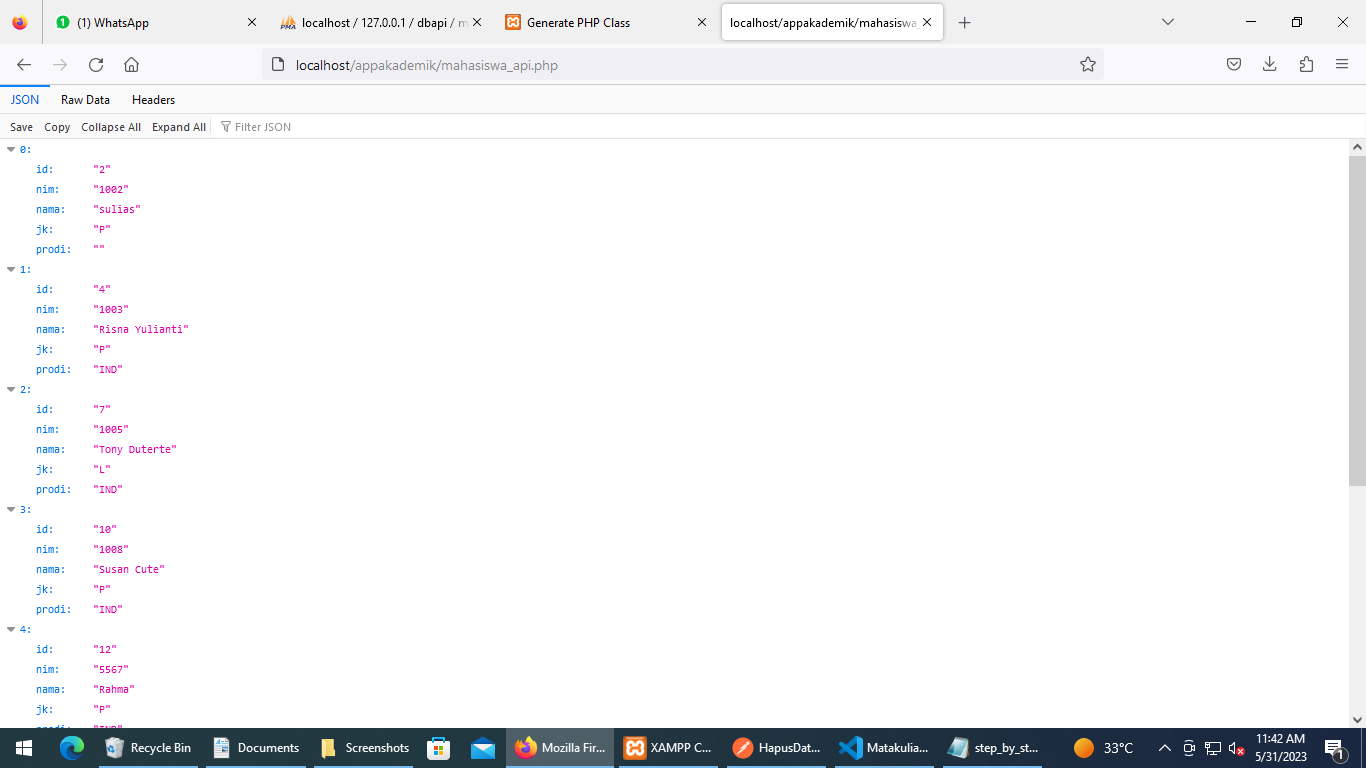 (1) WhatsApp
localhost / 127.0.0.1 / dbapi / m
Generate PHP Class
localhost/appakademik/mahasiswa_
localhost/appakademik/mahasiswa_api.php
JSON Raw Data Headers
Save Copy Collapse All Expand All Filter JSON
0:
id: "2"
nim: "1002"
nama: "sulias"
jk: "P"
prodi: ""
1:
id: "4"
nim: "1003"
nama: "Risna Yulianti"
jk: "P"
prodi: "IND"
2:
id: "7"
nim: "1005"
nama: "Tony Duterte"
jk: "L"
prodi: "IND"
3:
id: "10"
nim: "1008"
nama: "Susan Cute"
jk: "P"
prodi: "IND"
4:
id: "12"
nim: "5567"
nama: "Rahma"
jk: "P"
prodi: "IND"
Recycle Bin Documents Screenshots Mozilla Fir... XAMPP C... HapusDat... Matakulia... step_by_st... 33°C 11:42 AM
5/31/2023 1